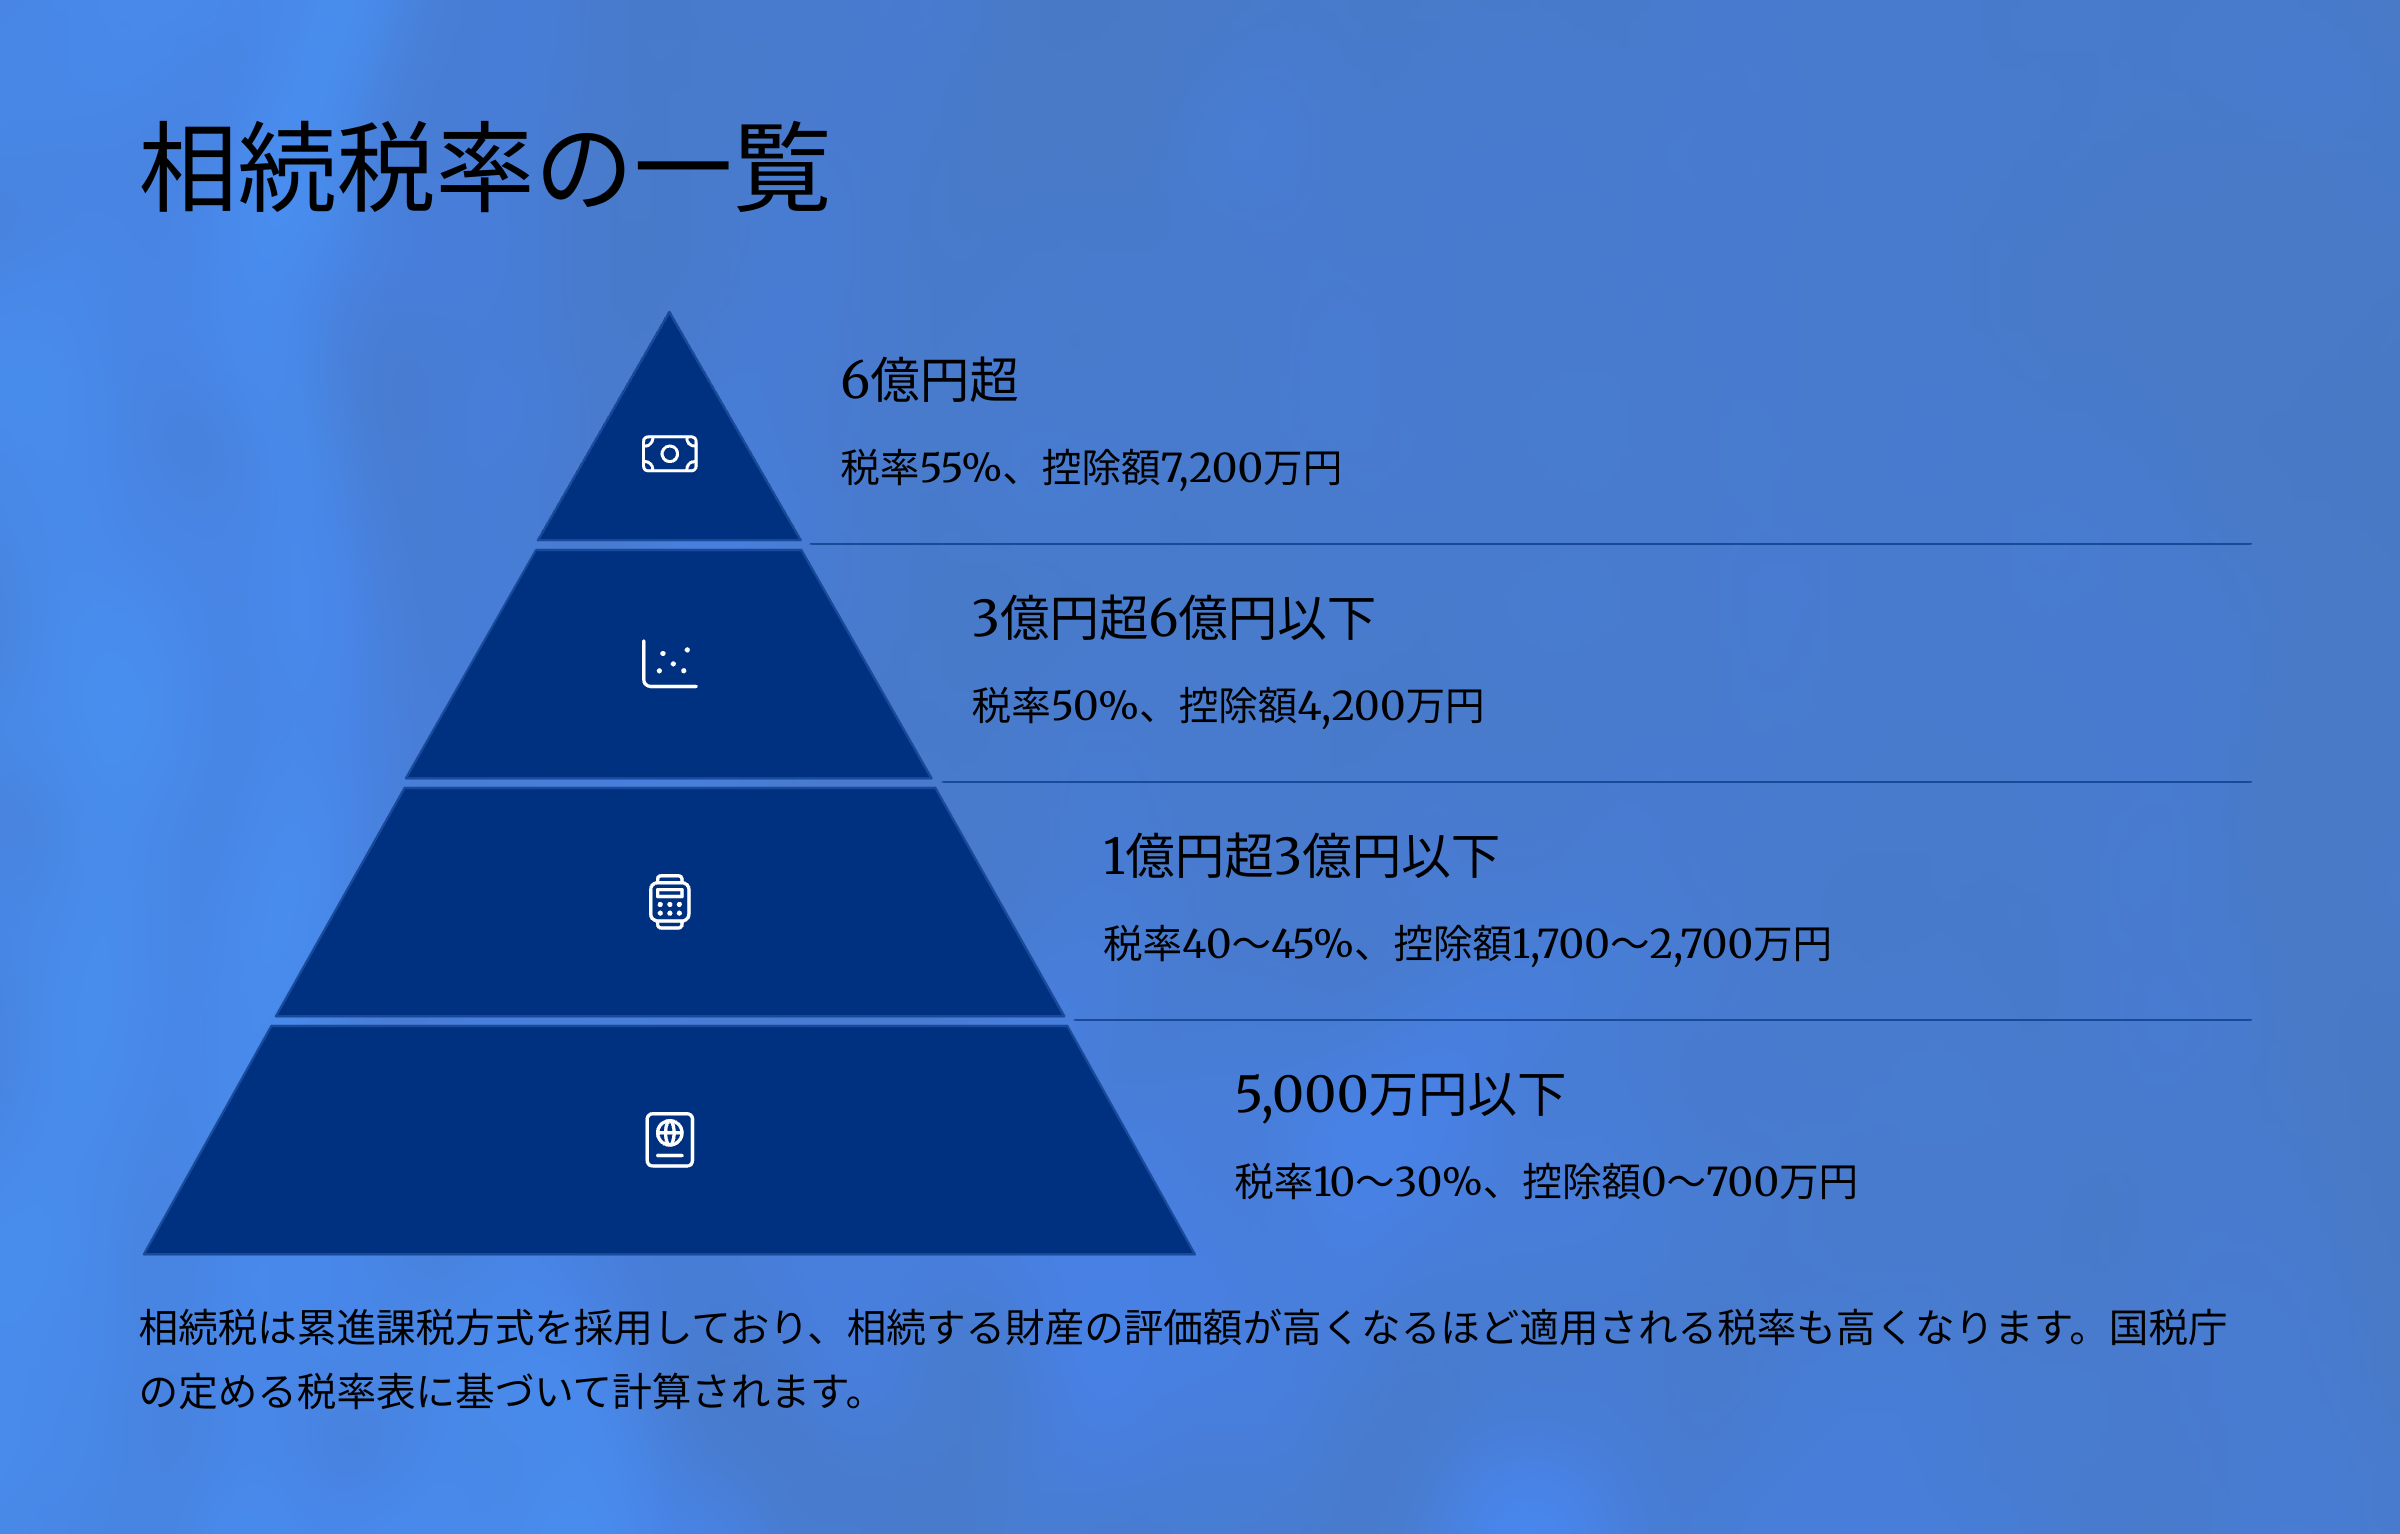 相続税率の一覧
6億円超
税率55%、控除額7,200万円
3億円超6億円以下
税率50%、控除額4,200万円
1億円超3億円以下
税率40〜45%、控除額1,700〜2,700万円
5,000万円以下
税率10〜30%、控除額0〜700万円
相続税は累進課税方式を採用しており、相続する財産の評価額が高くなるほど適用される税率も高くなります。国税庁
の定める税率表に基づいて計算されます。